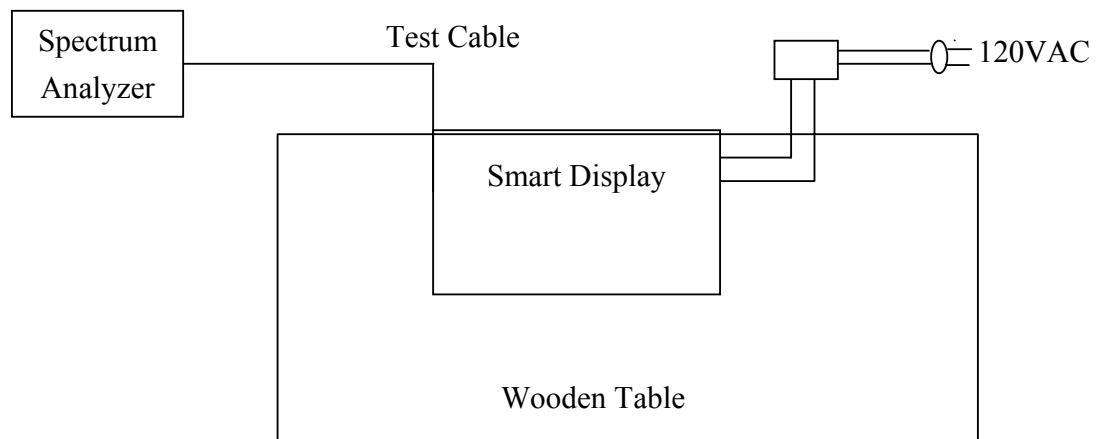 Spectrum
Analyzer
Test Cable
120VAC
Smart Display
Wooden Table